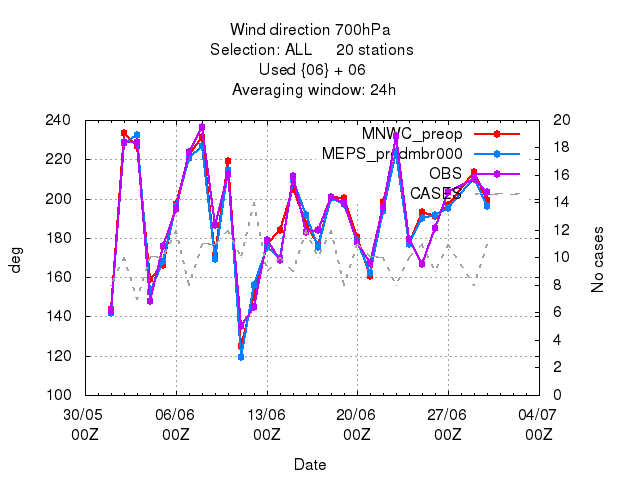 Wind direction 700hPa
Selection: ALL 20 stations
Used {06} + 06
Averaging window: 24h
240 20
220 18
200 16
180 14
160 12
140 10
120 8
100 6
4
2
0
MNWC_preop
MEPS_prodmbr000
OBS
CASES
deg
No cases
30/05 06/06 13/06 20/06 27/06 04/07
00Z 00Z 00Z 00Z 00Z 00Z
Date